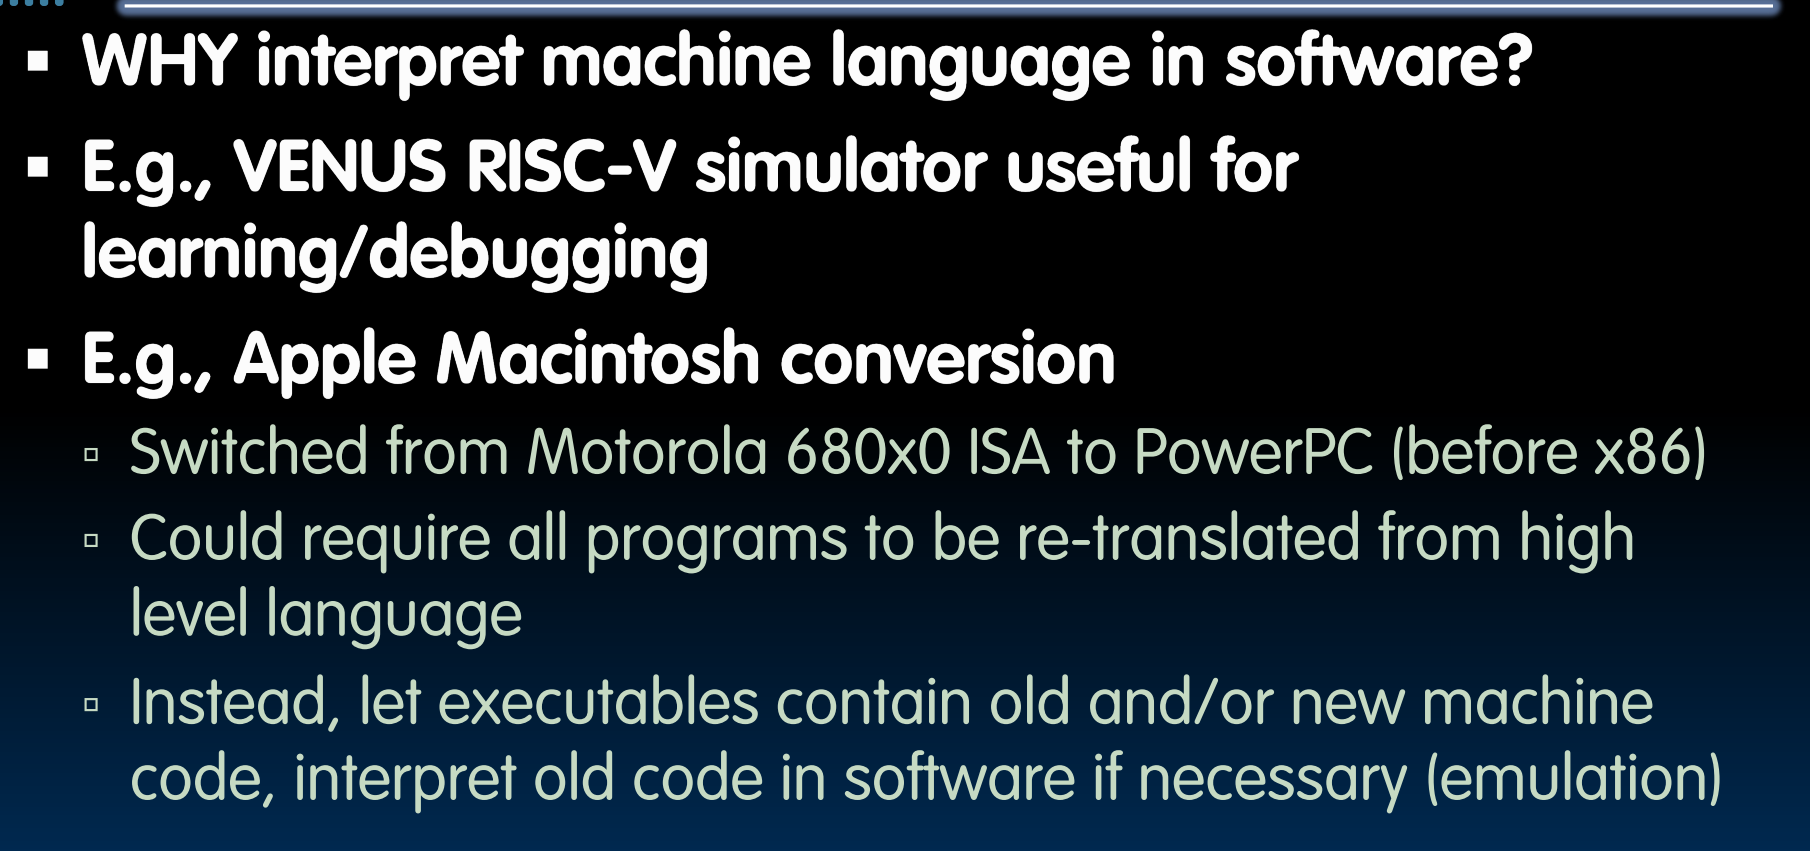 WHY interpret machine language in software?
E.g., VENUS RISC-V simulator useful for
learning/debugging
E.g., Apple Macintosh conversion
Switched from Motorola 680x0 ISA to PowerPC (before x86)
Could require all programs to be re-translated from high
level language
Instead, let executables contain old and/or new machine
code, interpret old code in software if necessary (emulation)